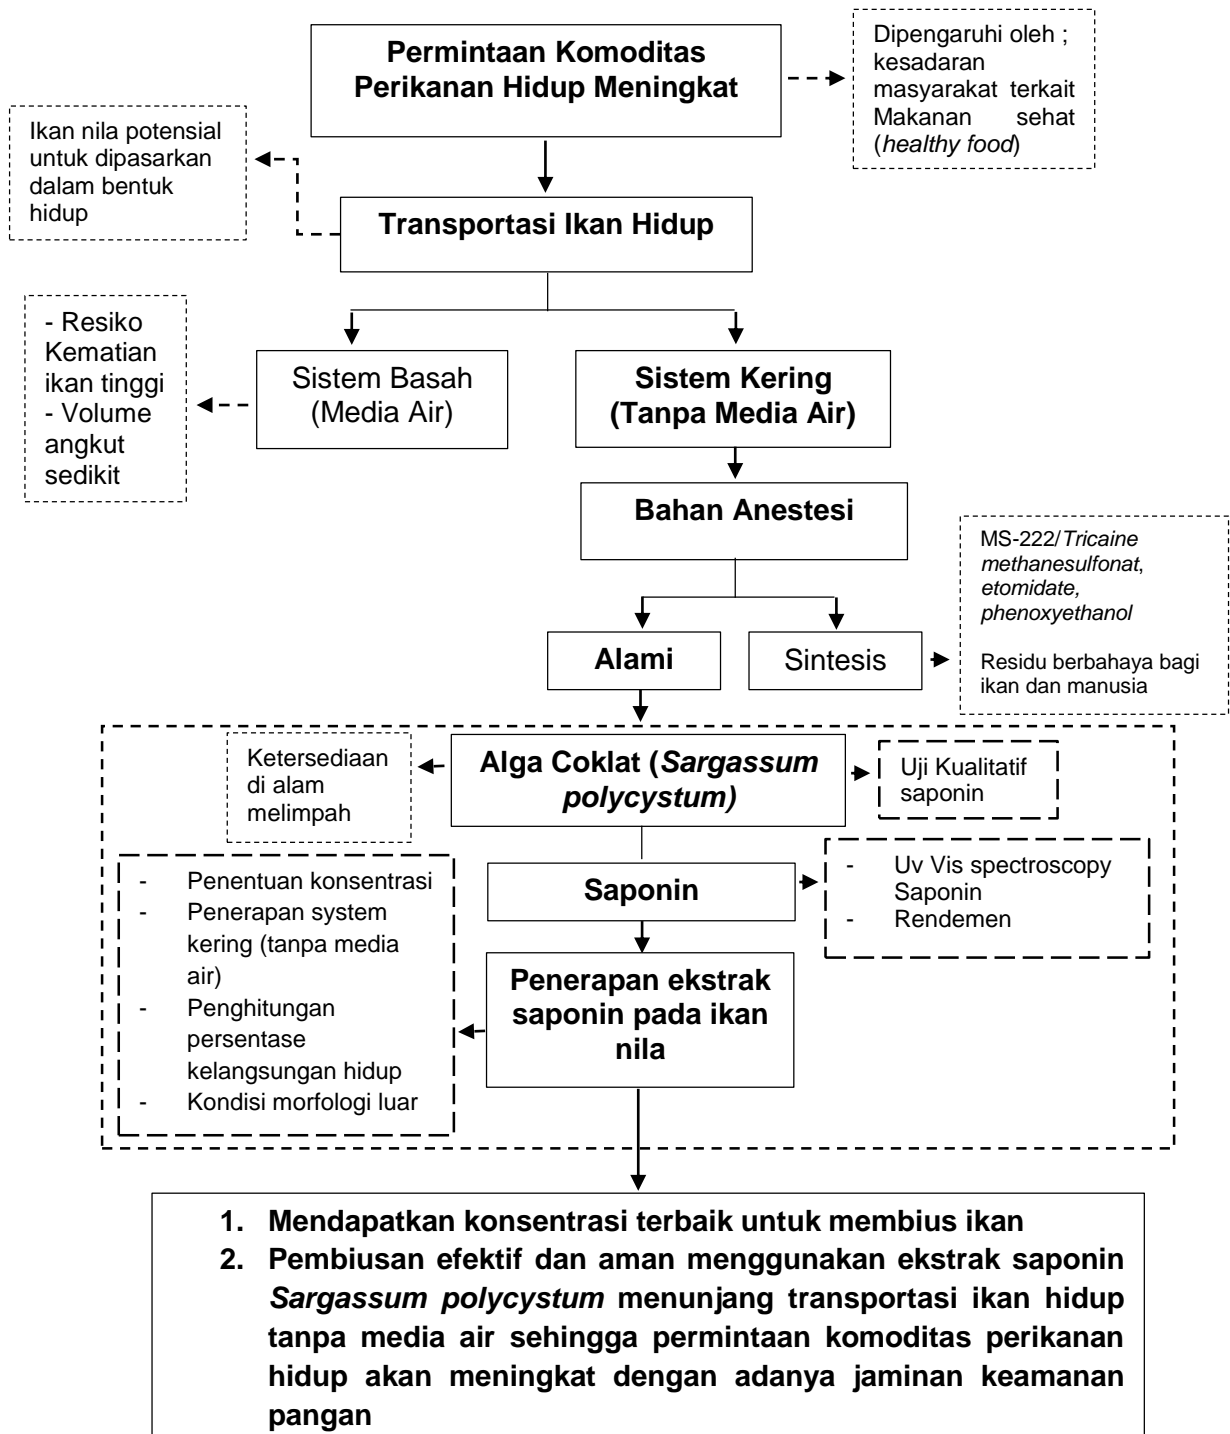 Permintaan Komoditas
Perikanan Hidup Meningkat
Dipengaruhi oleh ;
kesadaran
masyarakat terkait
Makanan sehat
(healthy food)
Ikan nila potensial
untuk dipasarkan
dalam bentuk
hidup
Transportasi Ikan Hidup
- Resiko
Kematian
ikan tinggi
- Volume
angkut
sedikit
Sistem Basah
(Media Air)
Sistem Kering
(Tanpa Media Air)
Bahan Anestesi
MS-222/Tricaine
methanesulfonat,
etomidate,
phenoxyethanol
Residu berbahaya bagi
ikan dan manusia
Alami
Sintesis
Ketersediaan
di alam
melimpah
Alga Coklat (Sargassum
polycystum)
Uji Kualitatif
saponin
- Penentuan konsentrasi
- Penerapan system
kering (tanpa media
air)
- Penghitungan
persentase
kelangsungan hidup
- Kondisi morfologi luar
Saponin
- Uv Vis spectroscopy
Saponin
- Rendemen
Penerapan ekstrak
saponin pada ikan
nila
1. Mendapatkan konsentrasi terbaik untuk membius ikan
2. Pembiusan efektif dan aman menggunakan ekstrak saponin
Sargassum polycystum menunjang transportasi ikan hidup
tanpa media air sehingga permintaan komoditas perikanan
hidup akan meningkat dengan adanya jaminan keamanan
pangan